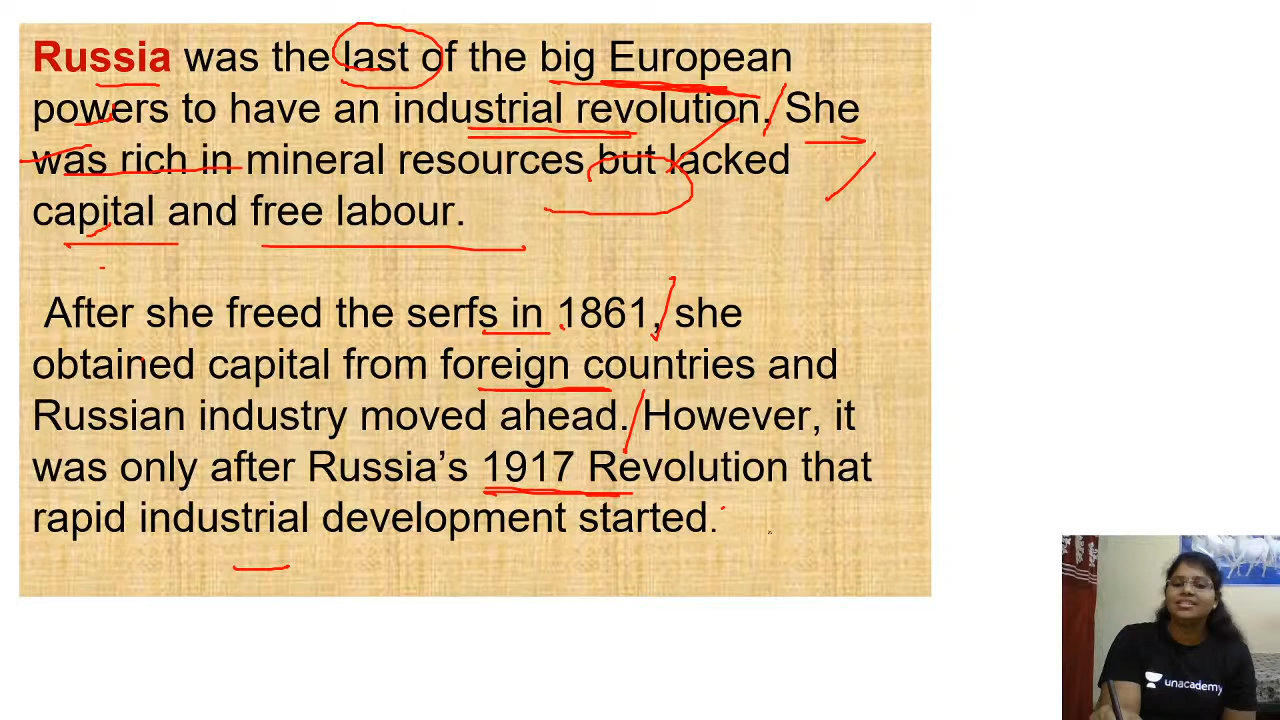 Russia was the last of the big European
powers to have an industrial revolution. She
was rich in mineral resources but lacked
capital and free labour.
After she freed the serfs in 1861, she
obtained capital from foreign countries and
Russian industry moved ahead. However, it
was only after Russia’s 1917 Revolution that
rapid industrial development started.
unacademy